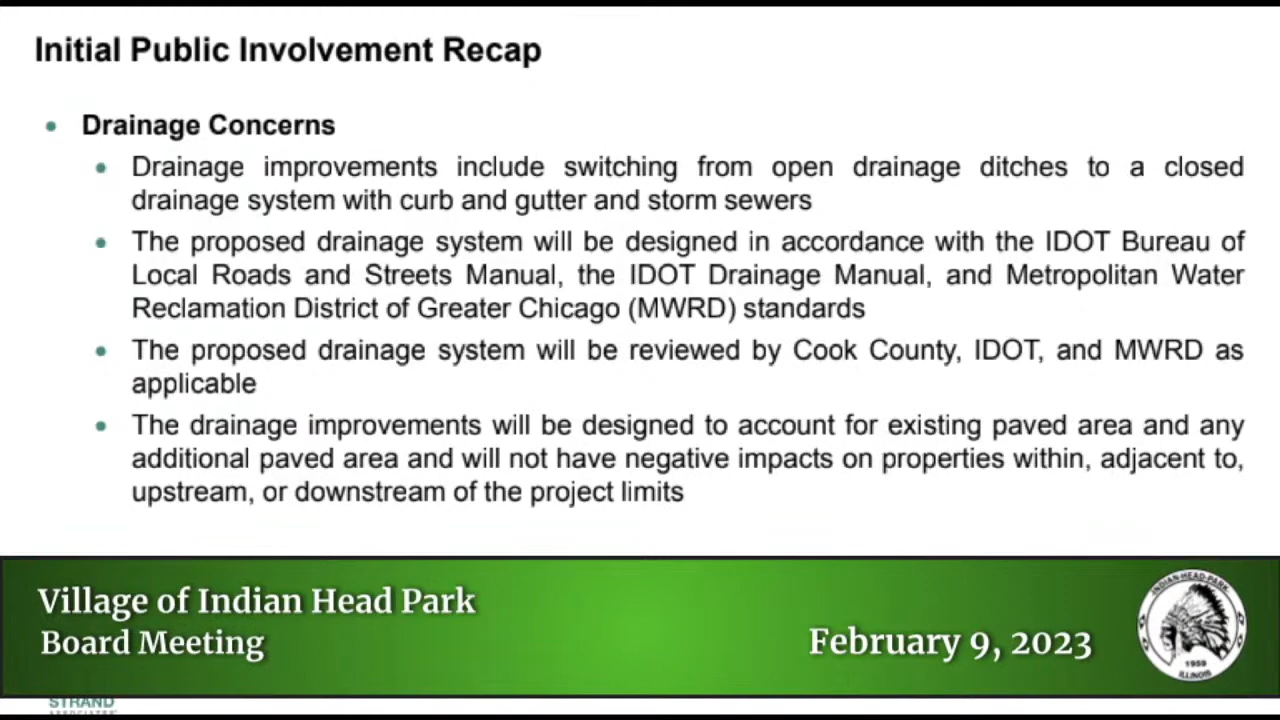 Initial Public Involvement Recap
Drainage Concerns
Drainage improvements include switching from open drainage ditches to a closed
drainage system with curb and gutter and storm sewers
The proposed drainage system will be designed in accordance with the IDOT Bureau of
Local Roads and Streets Manual, the IDOT Drainage Manual, and Metropolitan Water
Reclamation District of Greater Chicago (MWRD) standards
The proposed drainage system will be reviewed by Cook County, IDOT, and MWRD as
applicable
The drainage improvements will be designed to account for existing paved area and any
additional paved area and will not have negative impacts on properties within, adjacent to,
upstream, or downstream of the project limits
Village of Indian Head Park
Board Meeting
February 9, 2023
INDIAN-HEAD-PARK
1959
ILLINOIS
STRAND